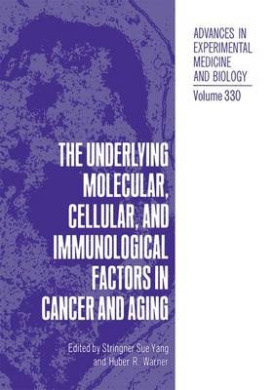 ADVANCES IN
EXPERIMENTAL
MEDICINE
AND BIOLOGY
Volume 330
THE UNDERLYING
MOLECULAR,
CELLULAR, AND
IMMUNOLOGICAL
FACTORS IN
CANCER AND AGING
Edited by Stringner Sue Yang
and Huber R. Warner